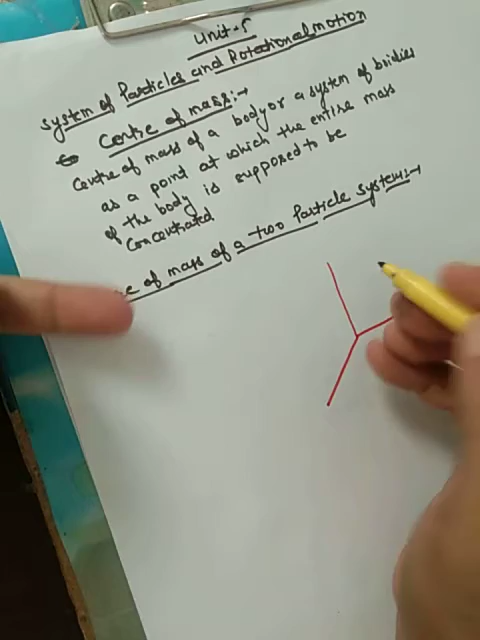 Unit-5
System of Particles and Rotational motion
Centre of mass:→
Centre of mass of a body or a system of bridies
as a point at which the entire mass
of the body is supposed to be
Concentrated
e of mass of a two Particle system:→